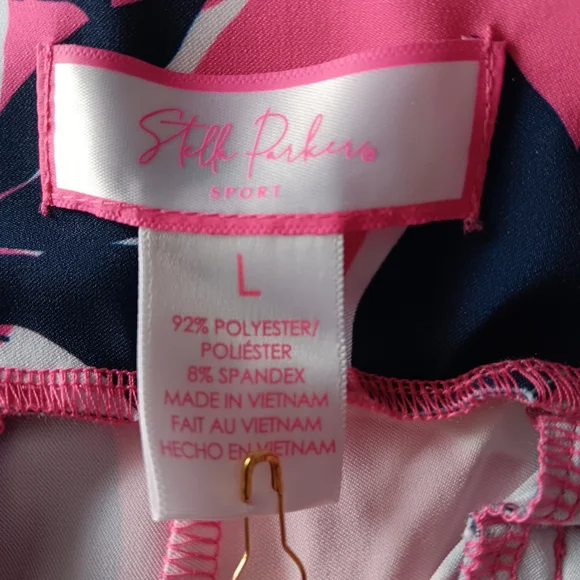 Stella Parker®
SPORT
L
92% POLYESTER/
POLIÉSTER
8% SPANDEX
MADE IN VIETNAM
FAIT AU VIETNAM
HECHO EN VIETNAM